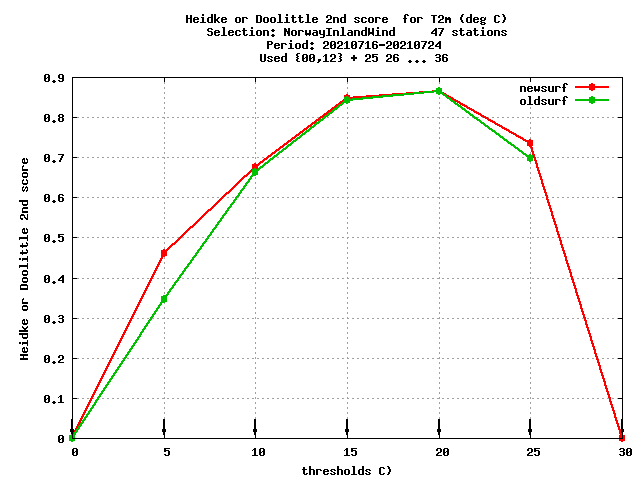 Heidke or Doolittle 2nd score  for T2m (deg C)
Selection: NorwayInlandWind     47 stations
Period: 20210716-20210724
Used {00,12} + 25 26 ... 36
newsurf
oldsurf
0.9
0.8
0.7
0.6
0.5
0.4
0.3
0.2
0.1
0
Heidke or Doolittle 2nd score
0 5 10 15 20 25 30
thresholds C)